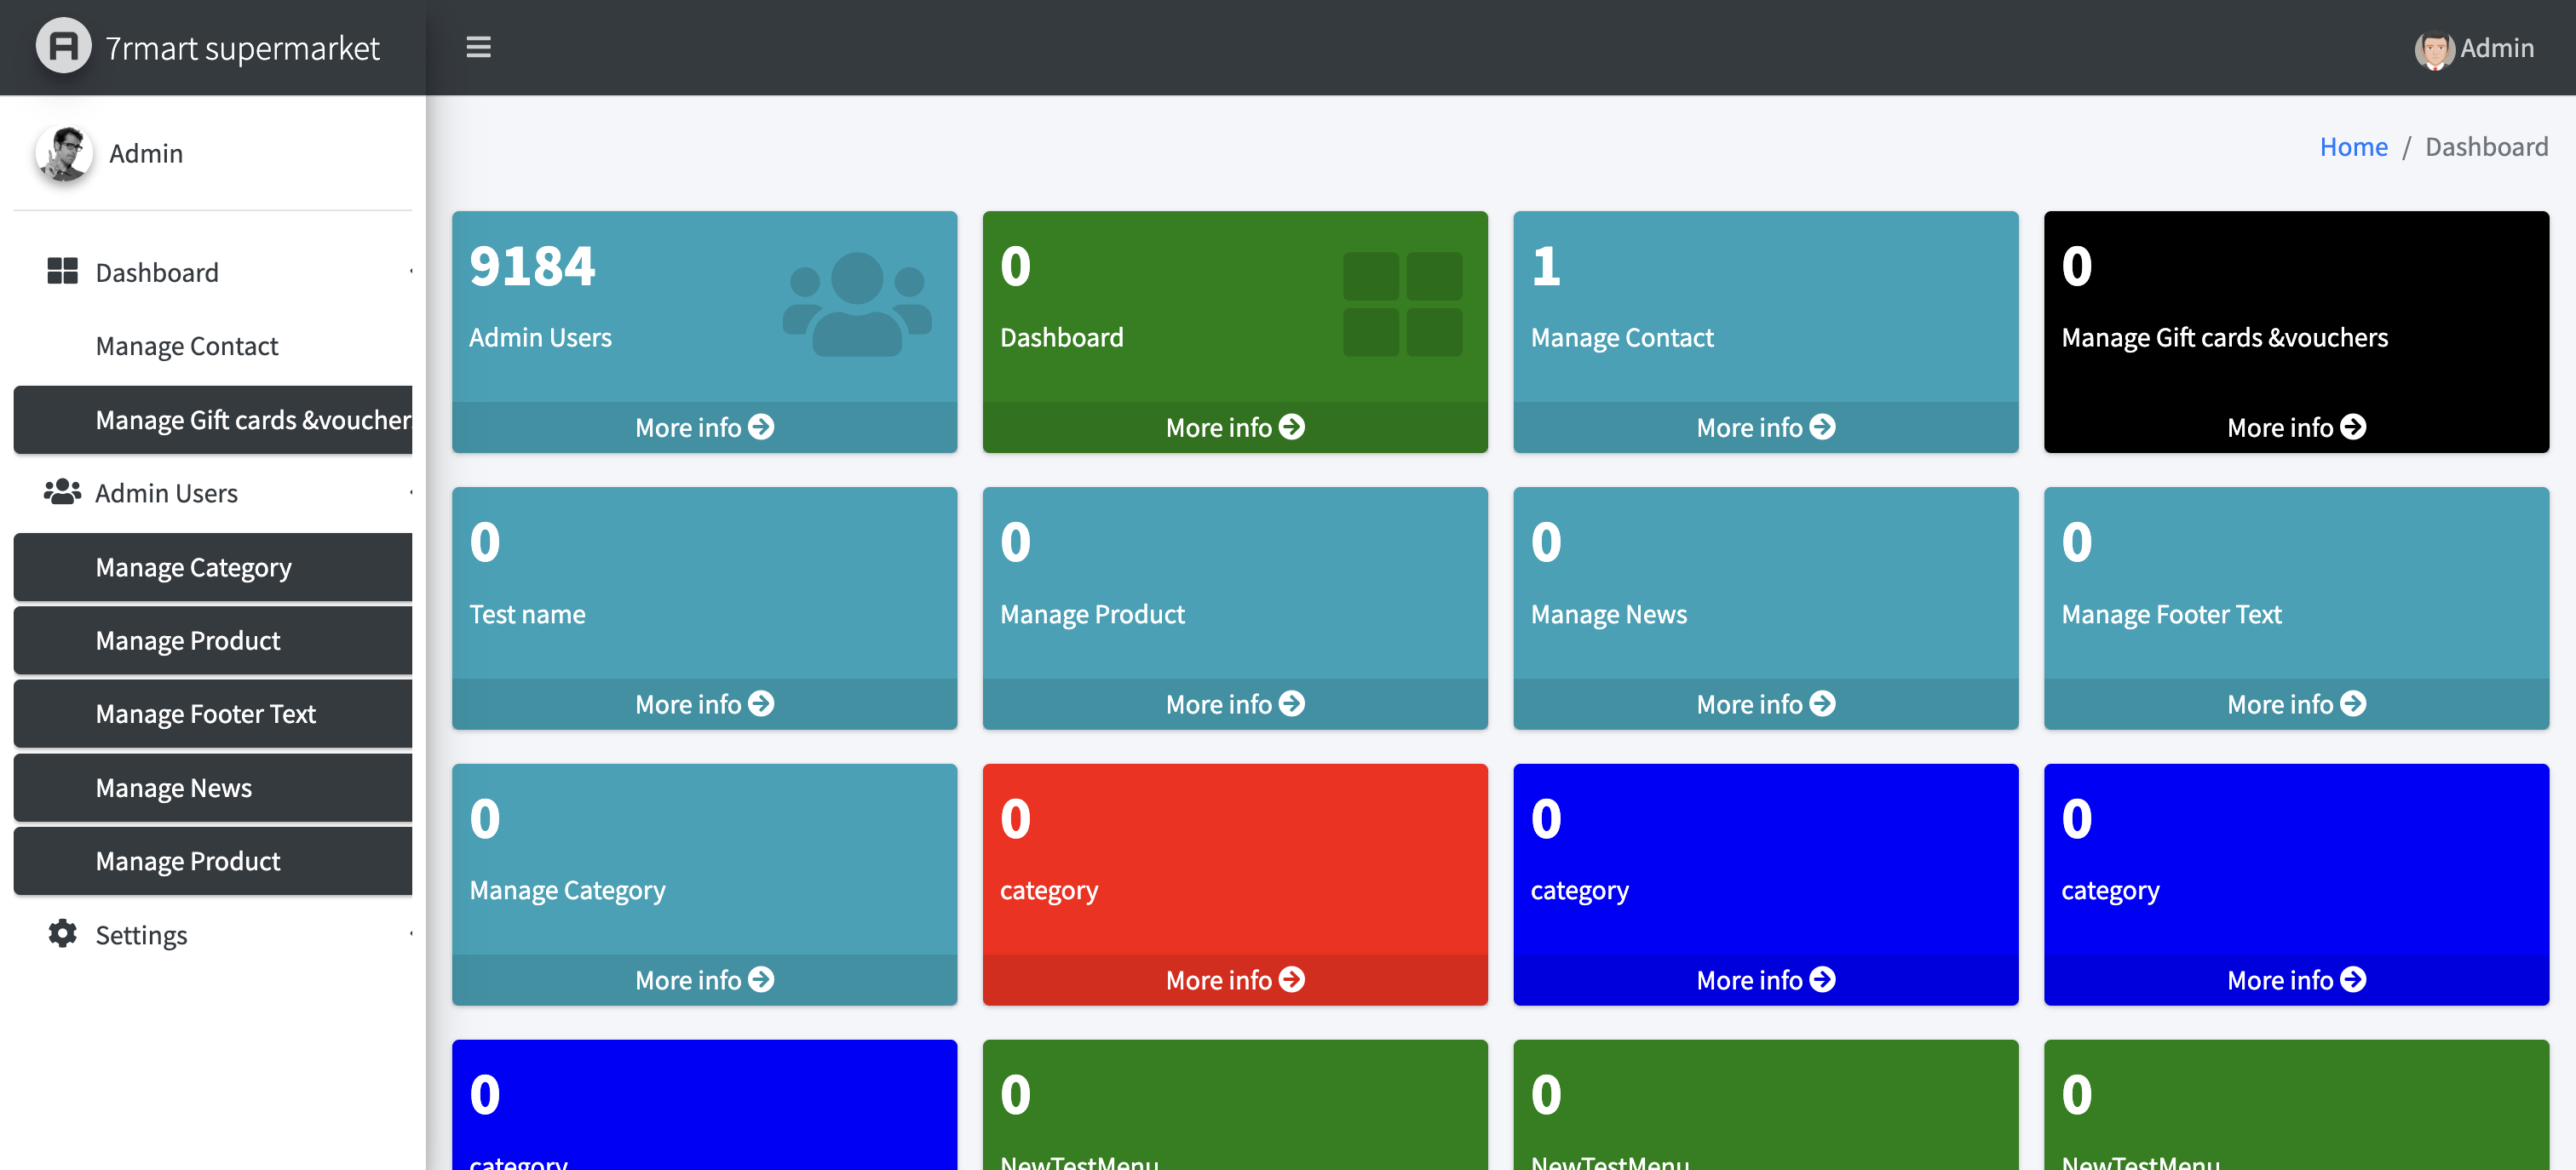 7rmart supermarket
Admin
Admin
Home / Dashboard
Dashboard
Manage Contact
Manage Gift cards &voucher
Admin Users
Manage Category
Manage Product
Manage Footer Text
Manage News
Manage Product
Settings
9184
Admin Users
More info
0
Dashboard
More info
1
Manage Contact
More info
0
Manage Gift cards &vouchers
More info
0
Test name
More info
0
Manage Product
More info
0
Manage News
More info
0
Manage Footer Text
More info
0
Manage Category
More info
0
category
More info
0
category
More info
0
category
More info
0
category
0
NewTestMenu
0
NewTestMenu
0
NewTestMenu